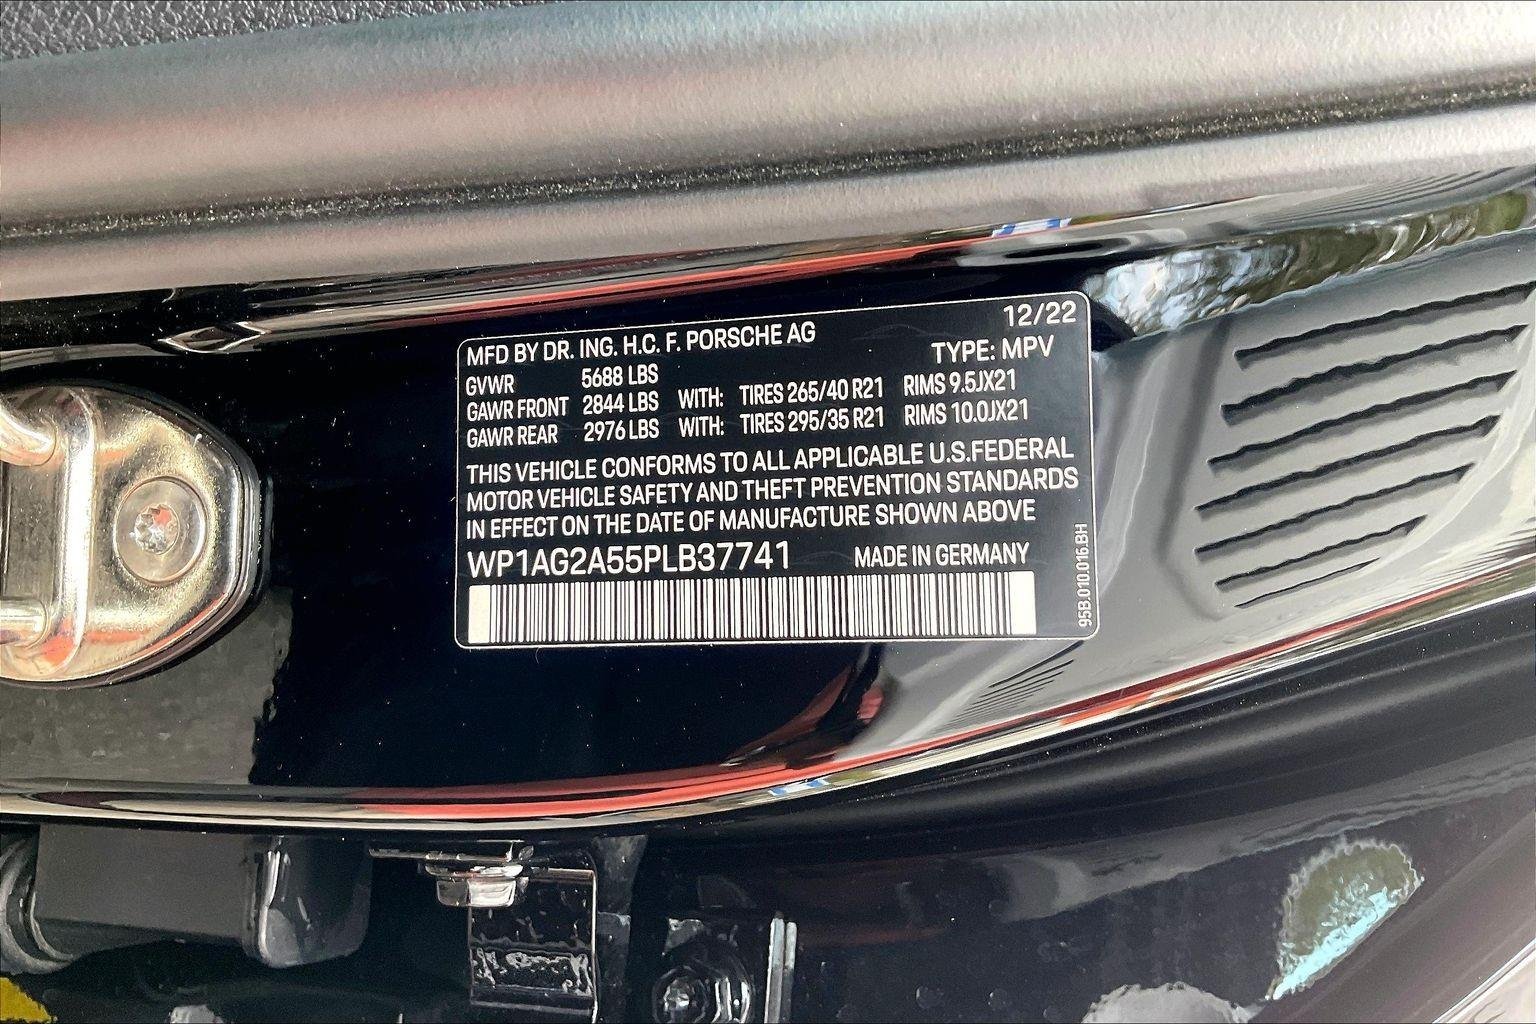 12/22
MFD BY DR. ING. H.C. F. PORSCHE AG
TYPE: MPV
GVWR 5688 LBS
GAWR FRONT 2844 LBS WITH: TIRES 265/40 R21 RIMS 9.5JX21
GAWR REAR 2976 LBS WITH: TIRES 295/35 R21 RIMS 10.0JX21
THIS VEHICLE CONFORMS TO ALL APPLICABLE U.S.FEDERAL
MOTOR VEHICLE SAFETY AND THEFT PREVENTION STANDARDS
IN EFFECT ON THE DATE OF MANUFACTURE SHOWN ABOVE
WP1AG2A55PLB37741 MADE IN GERMANY
95B.010.016.BH